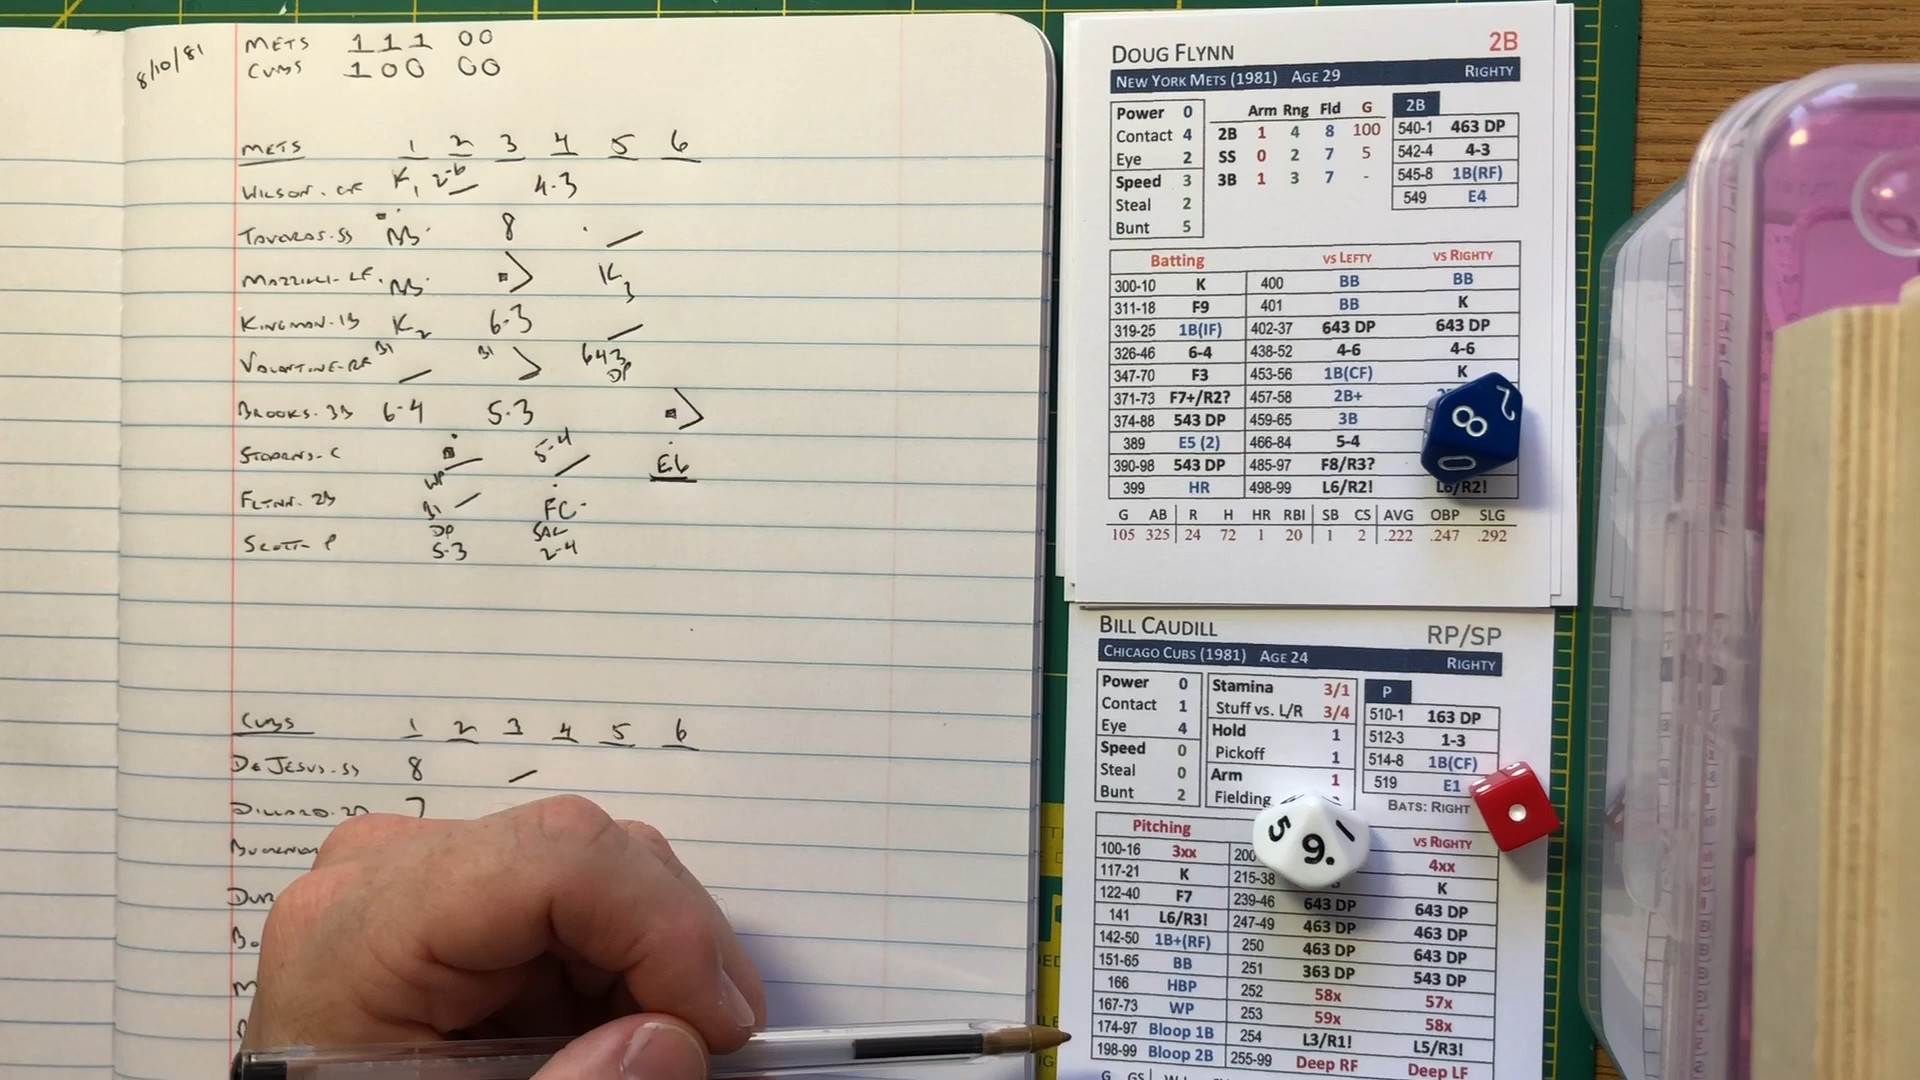 8/10/81
METS 1 1 1 0 0
CUBS 1 0 0 0 0
METS 1 2 3 4 5 6
WILSON-CF K1 2-6 4-3
TAVERAS-SS BB 8
MAZZILLI-LF BB K3
KINGMAN-1B K2 6-3
VALENTINE-RF BI BI 643 DP
BROOKS-3B 6-4 5-3
STEARNS-C WP 5-4 E6
FLYNN-2B BI FC
SCOTT-P DP 5-3 SAC 2-4
CUBS 1 2 3 4 5 6
DEJESUS-SS 8
DILLARD-2B 7
DOUG FLYNN 2B
NEW YORK METS (1981) AGE 29 RIGHTY
Power 0
Contact 4
Eye 2
Speed 3
Steal 2
Bunt 5
Arm Rng Fld G
2B 1 4 8 100
SS 0 2 7 5
3B 1 3 7 -
2B
540-1 463 DP
542-4 4-3
545-8 1B(RF)
549 E4
Batting VS LEFTY VS RIGHTY
300-10 K 400 BB BB
311-18 F9 401 BB K
319-25 1B(IF) 402-37 643 DP 643 DP
326-46 6-4 438-52 4-6 4-6
347-70 F3 453-56 1B(CF) K
371-73 F7+/R2? 457-58 2B+
374-88 543 DP 459-65 3B
389 E5 (2) 466-84 5-4
390-98 543 DP 485-97 F8/R3?
399 HR 498-99 L6/R2! L6/R2!
G AB R H HR RBI SB CS AVG OBP SLG
105 325 24 72 1 20 1 2 .222 .247 .292
8 0 2
BILL CAUDILL RP/SP
CHICAGO CUBS (1981) AGE 24 RIGHTY
Power 0
Contact 1
Eye 4
Speed 0
Steal 0
Bunt 2
Stamina 3/1
Stuff vs. L/R 3/4
Hold 1
Pickoff 1
Arm 1
Fielding
P
510-1 163 DP
512-3 1-3
514-8 1B(CF)
519 E1
BATS: RIGHT
5 9. 1
Pitching VS RIGHTY
100-16 3xx 200 4xx
117-21 K 215-38 K
122-40 F7 239-46 643 DP 643 DP
141 L6/R3! 247-49 463 DP 463 DP
142-50 1B+(RF) 250 463 DP 643 DP
151-65 BB 251 363 DP 543 DP
166 HBP 252 58x 57x
167-73 WP 253 59x 58x
174-97 Bloop 1B 254 L3/R1! L5/R3!
198-99 Bloop 2B 255-99 Deep RF Deep LF
G GS